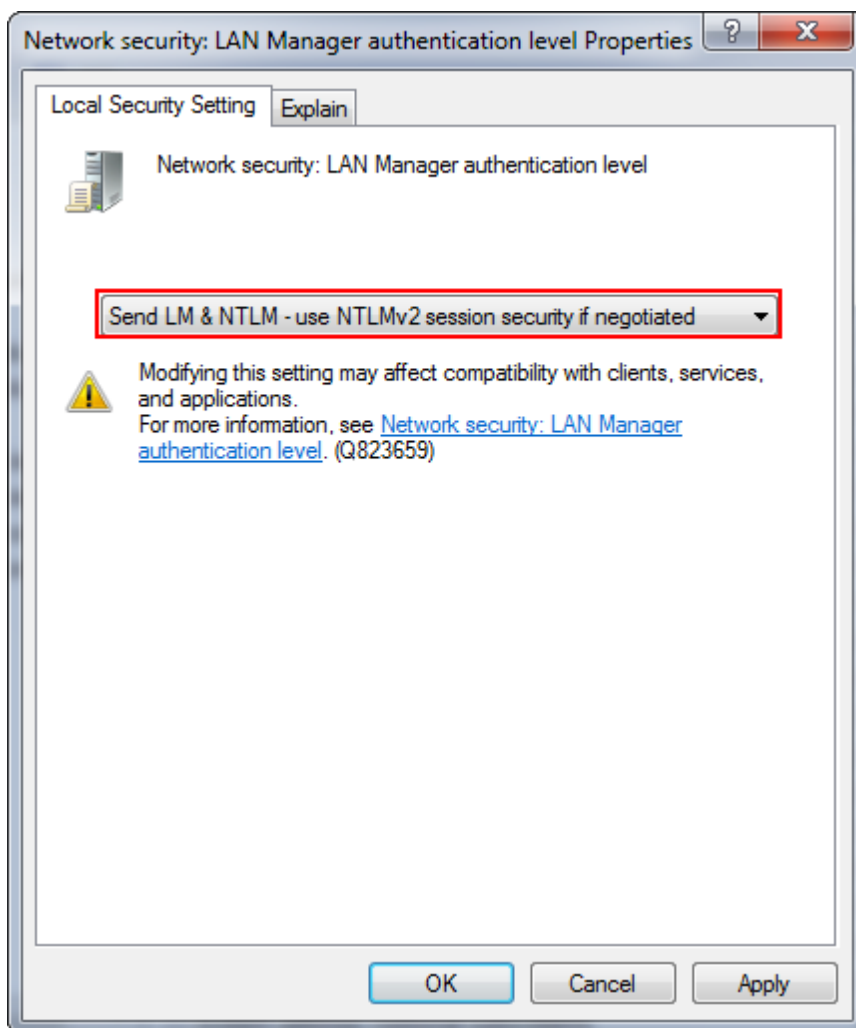 Network security: LAN Manager authentication level Properties
Local Security Setting
Explain
Network security: LAN Manager authentication level
Send LM & NTLM - use NTLMv2 session security if negotiated
Modifying this setting may affect compatibility with clients, services,
and applications.
For more information, see Network security: LAN Manager
authentication level. (Q823659)
OK
Cancel
Apply